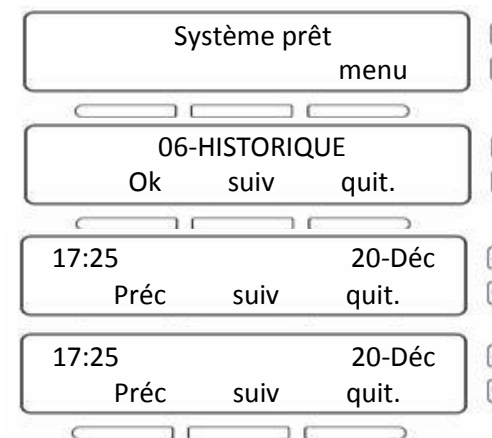 Système prêt
menu
06-HISTORIQUE
Ok suiv quit.
17:25 20-Déc
Préc suiv quit.
17:25 20-Déc
Préc suiv quit.